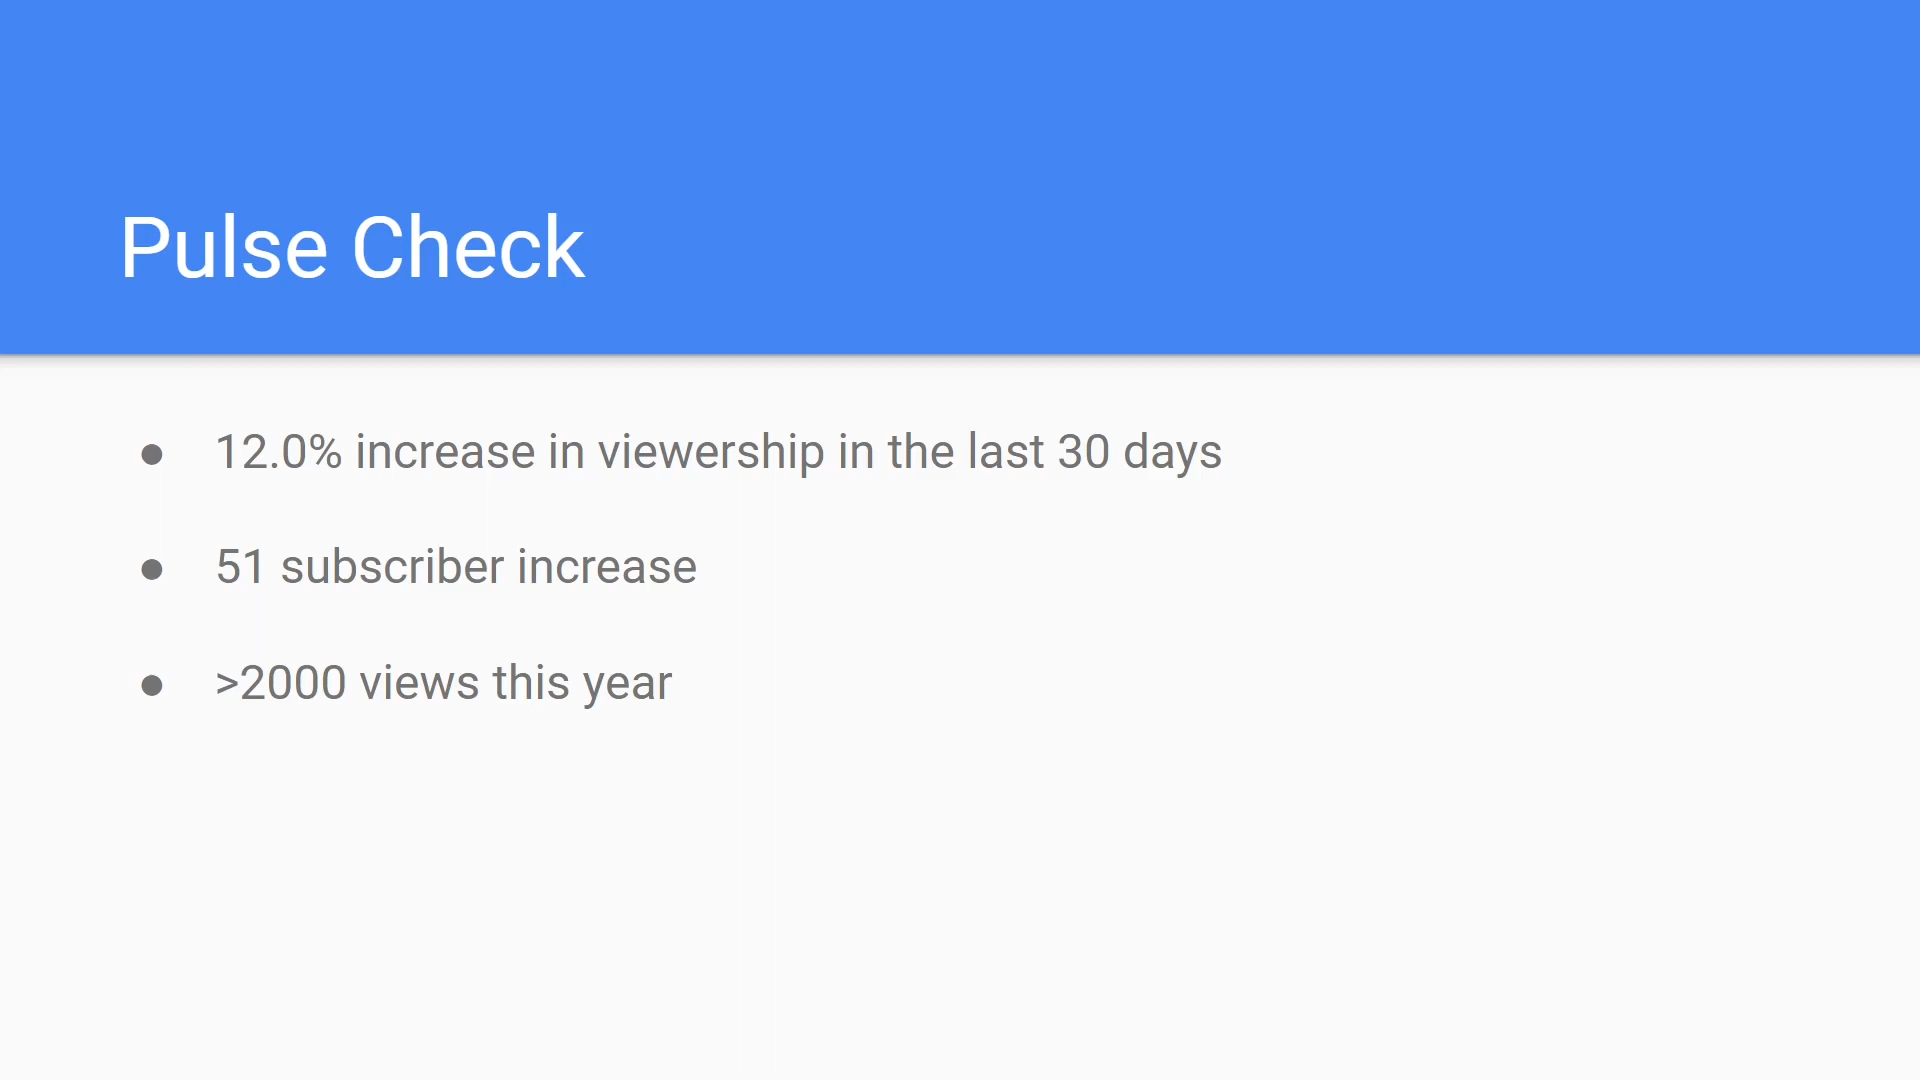 Pulse Check
● 12.0% increase in viewership in the last 30 days
● 51 subscriber increase
● >2000 views this year